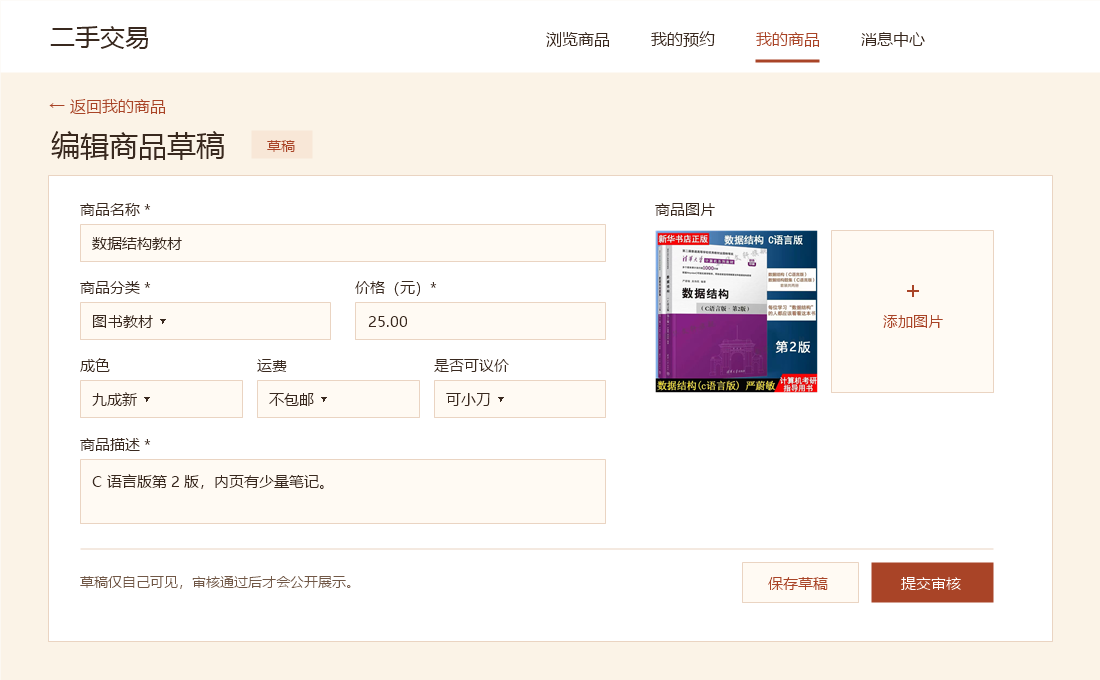 二手交易
浏览商品 我的预约 我的商品 消息中心
← 返回我的商品
编辑商品草稿 草稿
商品名称 *
数据结构教材
商品分类 * 价格（元）*
图书教材 25.00
成色 运费 是否可议价
九成新 不包邮 可小刀
商品描述 *
C 语言版第 2 版，内页有少量笔记。
商品图片
新华书店正版 数据结构 C语言版
数据结构
（C语言版·第2版）
第2版
数据结构(c语言版) 严蔚敏
计算机考研
指导用书
+
添加图片
草稿仅自己可见，审核通过后才会公开展示。
保存草稿 提交审核